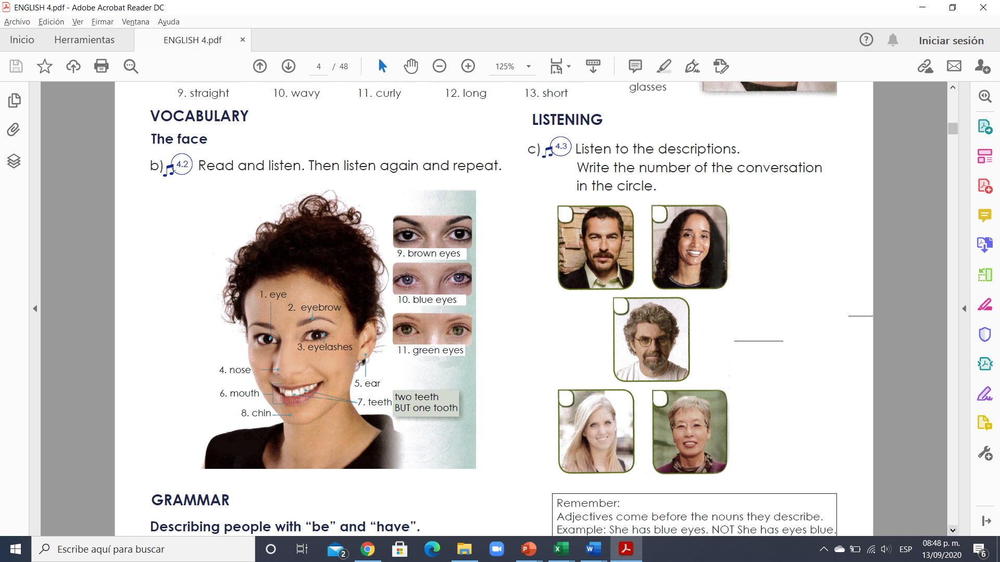 ENGLISH 4.pdf - Adobe Acrobat Reader DC
Archivo Edición Ver Firmar Ventana Ayuda
Inicio Herramientas ENGLISH 4.pdf × Iniciar sesión
4 / 48 125%
9. straight 10. wavy 11. curly 12. long 13. short
glasses
VOCABULARY
The face
b) 4.2 Read and listen. Then listen again and repeat.
1. eye
2. eyebrow
3. eyelashes
4. nose
5. ear
6. mouth
7. teeth
8. chin
9. brown eyes
10. blue eyes
11. green eyes
two teeth
BUT one tooth
GRAMMAR
Describing people with “be” and “have”.
LISTENING
c) 4.3 Listen to the descriptions.
Write the number of the conversation
in the circle.
Remember:
Adjectives come before the nouns they describe.
Example: She has blue eyes. NOT She has eyes blue.
Escribe aquí para buscar
2
ESP
08:48 p. m.
13/09/2020
6